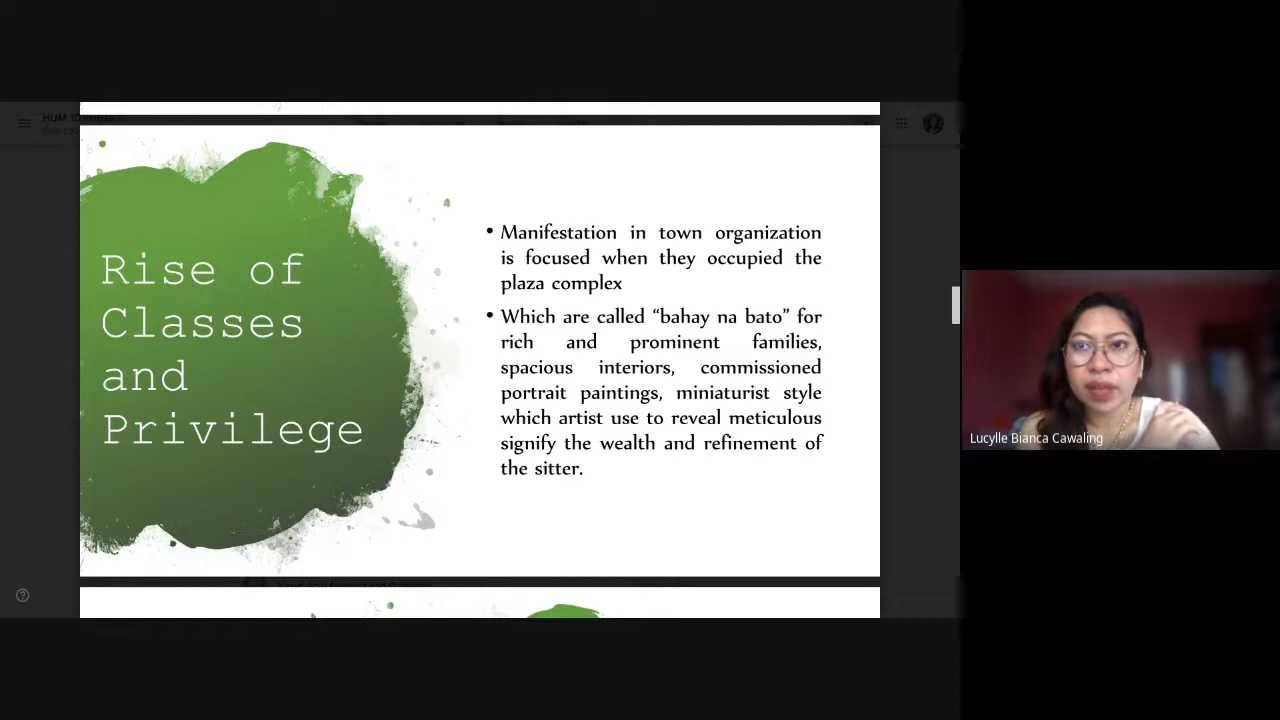 HUM 10
Rise of
Classes
and
Privilege
• Manifestation in town organization
is focused when they occupied the
plaza complex
• Which are called “bahay na bato” for
rich and prominent families,
spacious interiors, commissioned
portrait paintings, miniaturist style
which artist use to reveal meticulous
signify the wealth and refinement of
the sitter.
Lucylle Bianca Cawaling